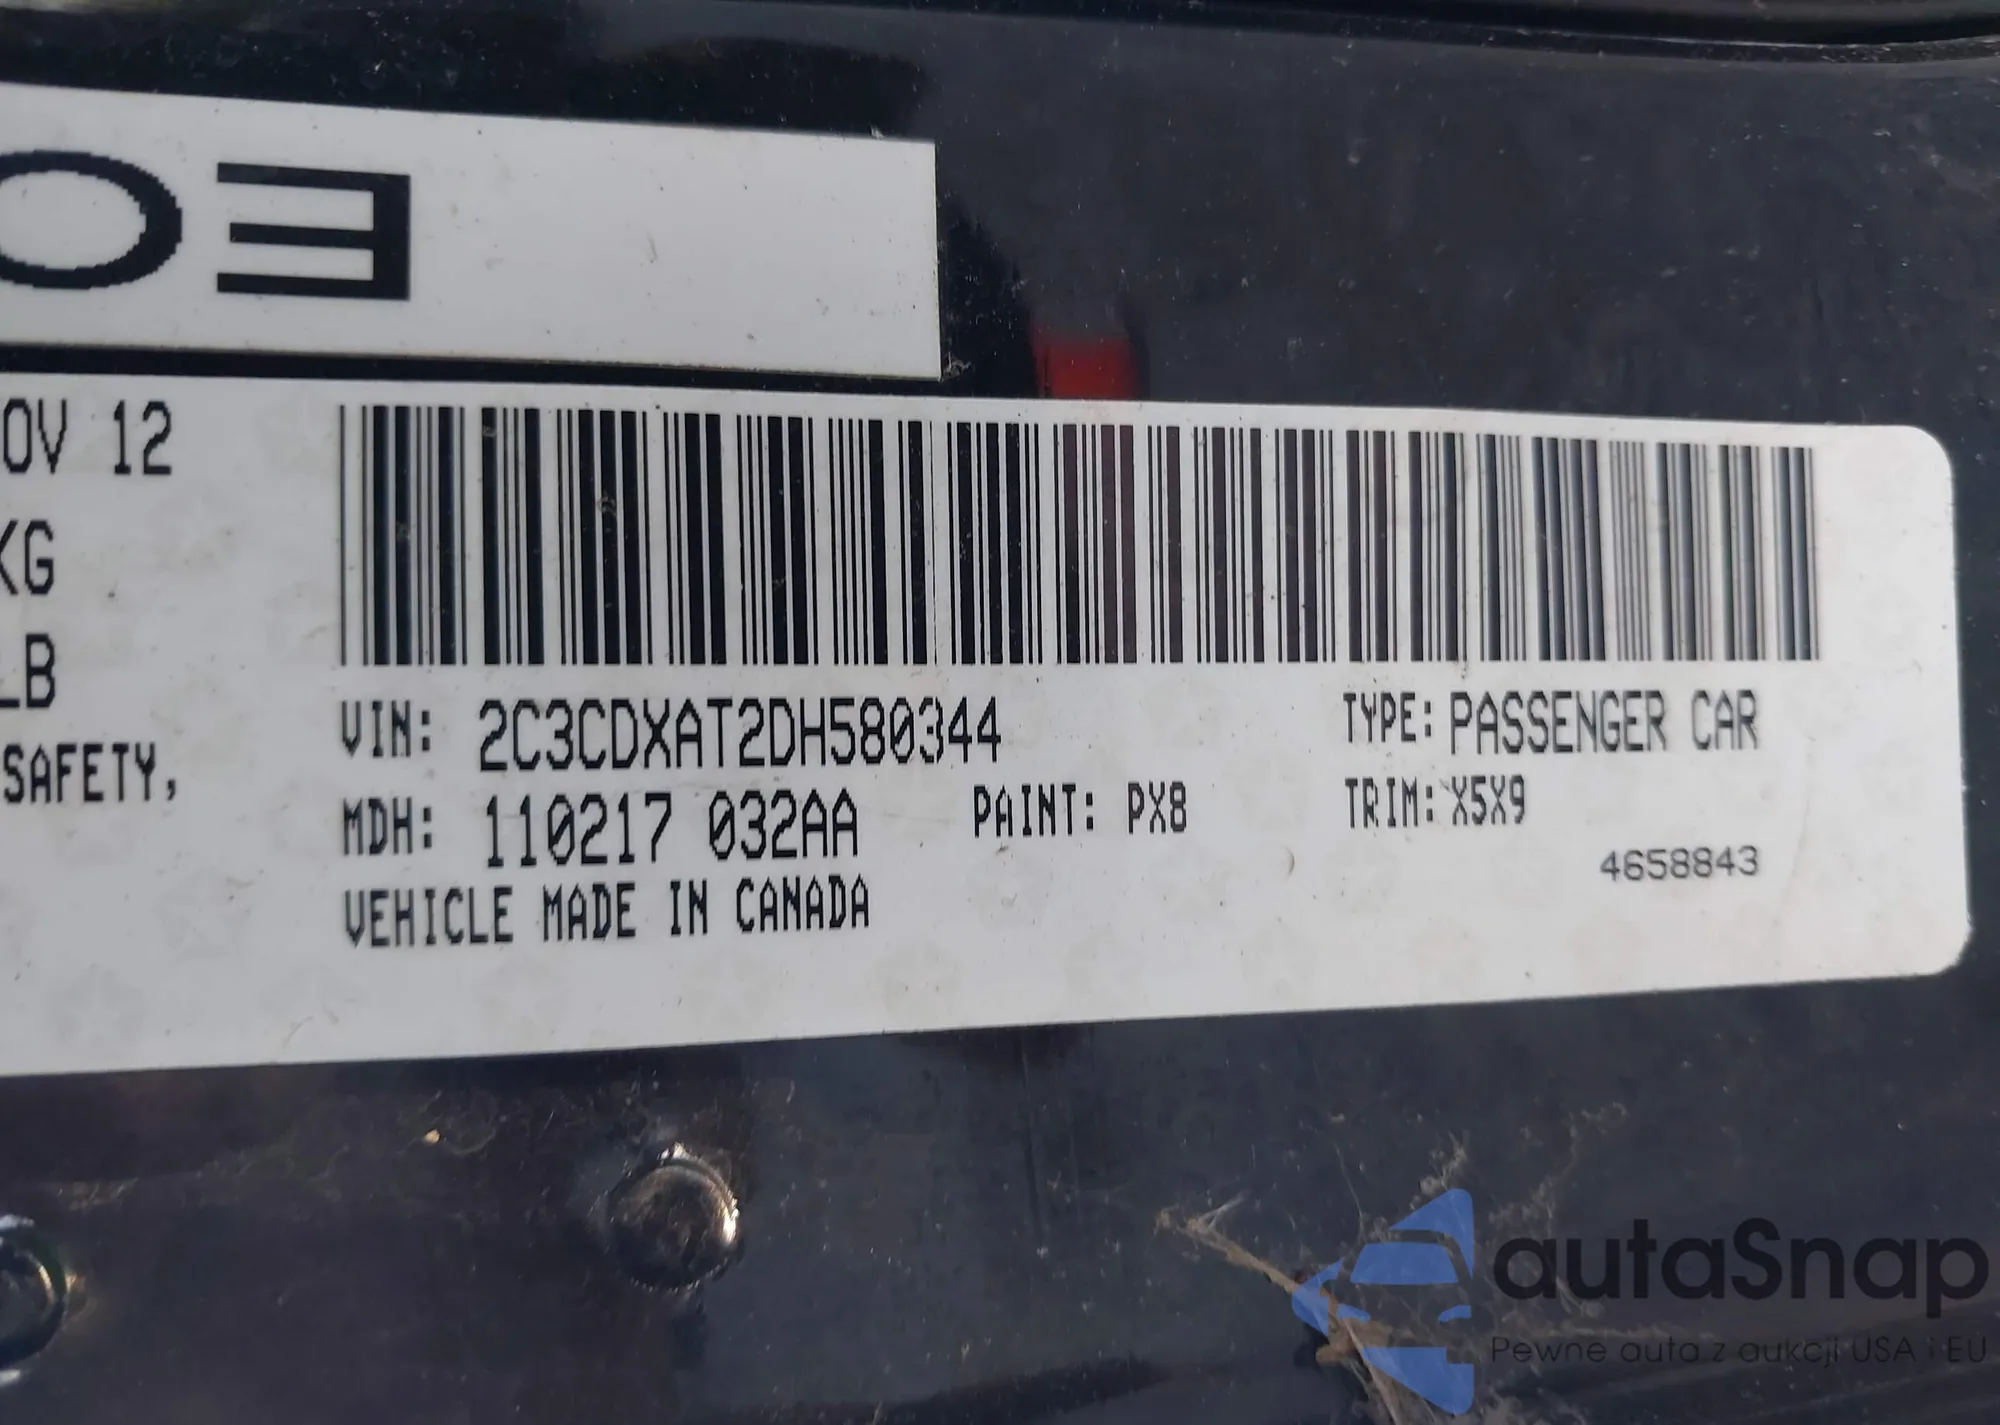 EO
OV 12
KG
LB
SAFETY,
VIN: 2C3CDXAT2DH580344
TYPE: PASSENGER CAR
MDH: 110217 032AA
PAINT: PX8
TRIM: X5X9
VEHICLE MADE IN CANADA
4658843
autaSnap
Pewne auta z aukcji USA i EU